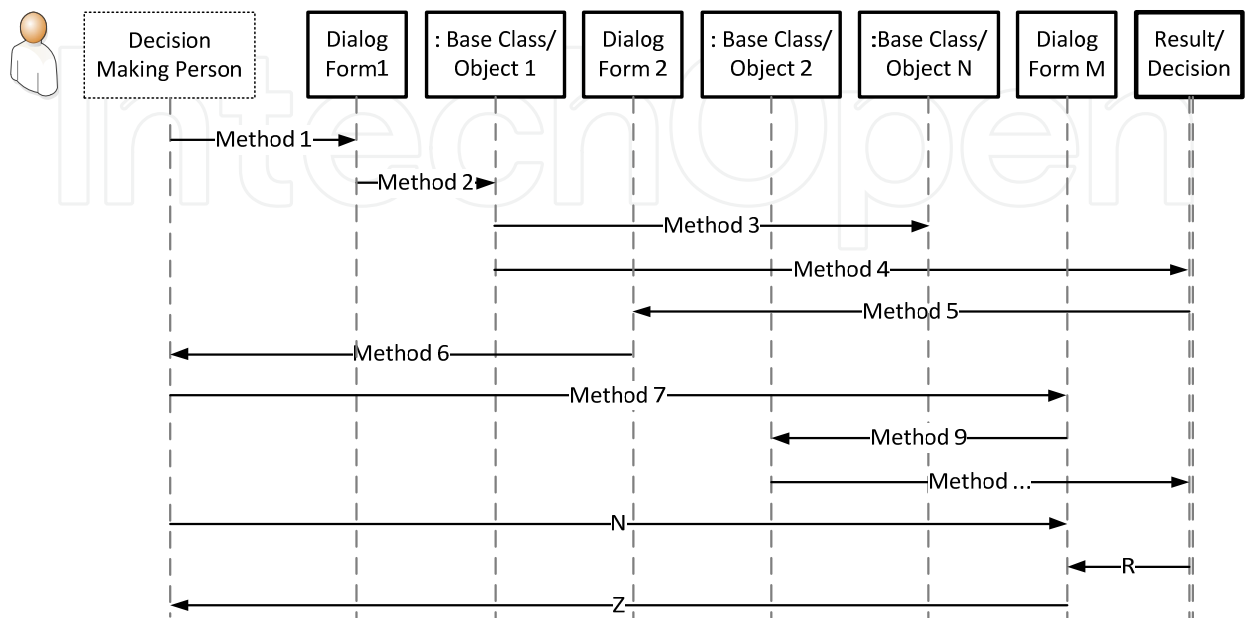 Decision
Making Person
Dialog
Form1
: Base Class/
Object 1
Dialog
Form 2
: Base Class/
Object 2
:Base Class/
Object N
Dialog
Form M
Result/
Decision
IntechOpen
Method 1
Method 2
Method 3
Method 4
Method 5
Method 6
Method 7
Method 9
Method ...
N
R
Z